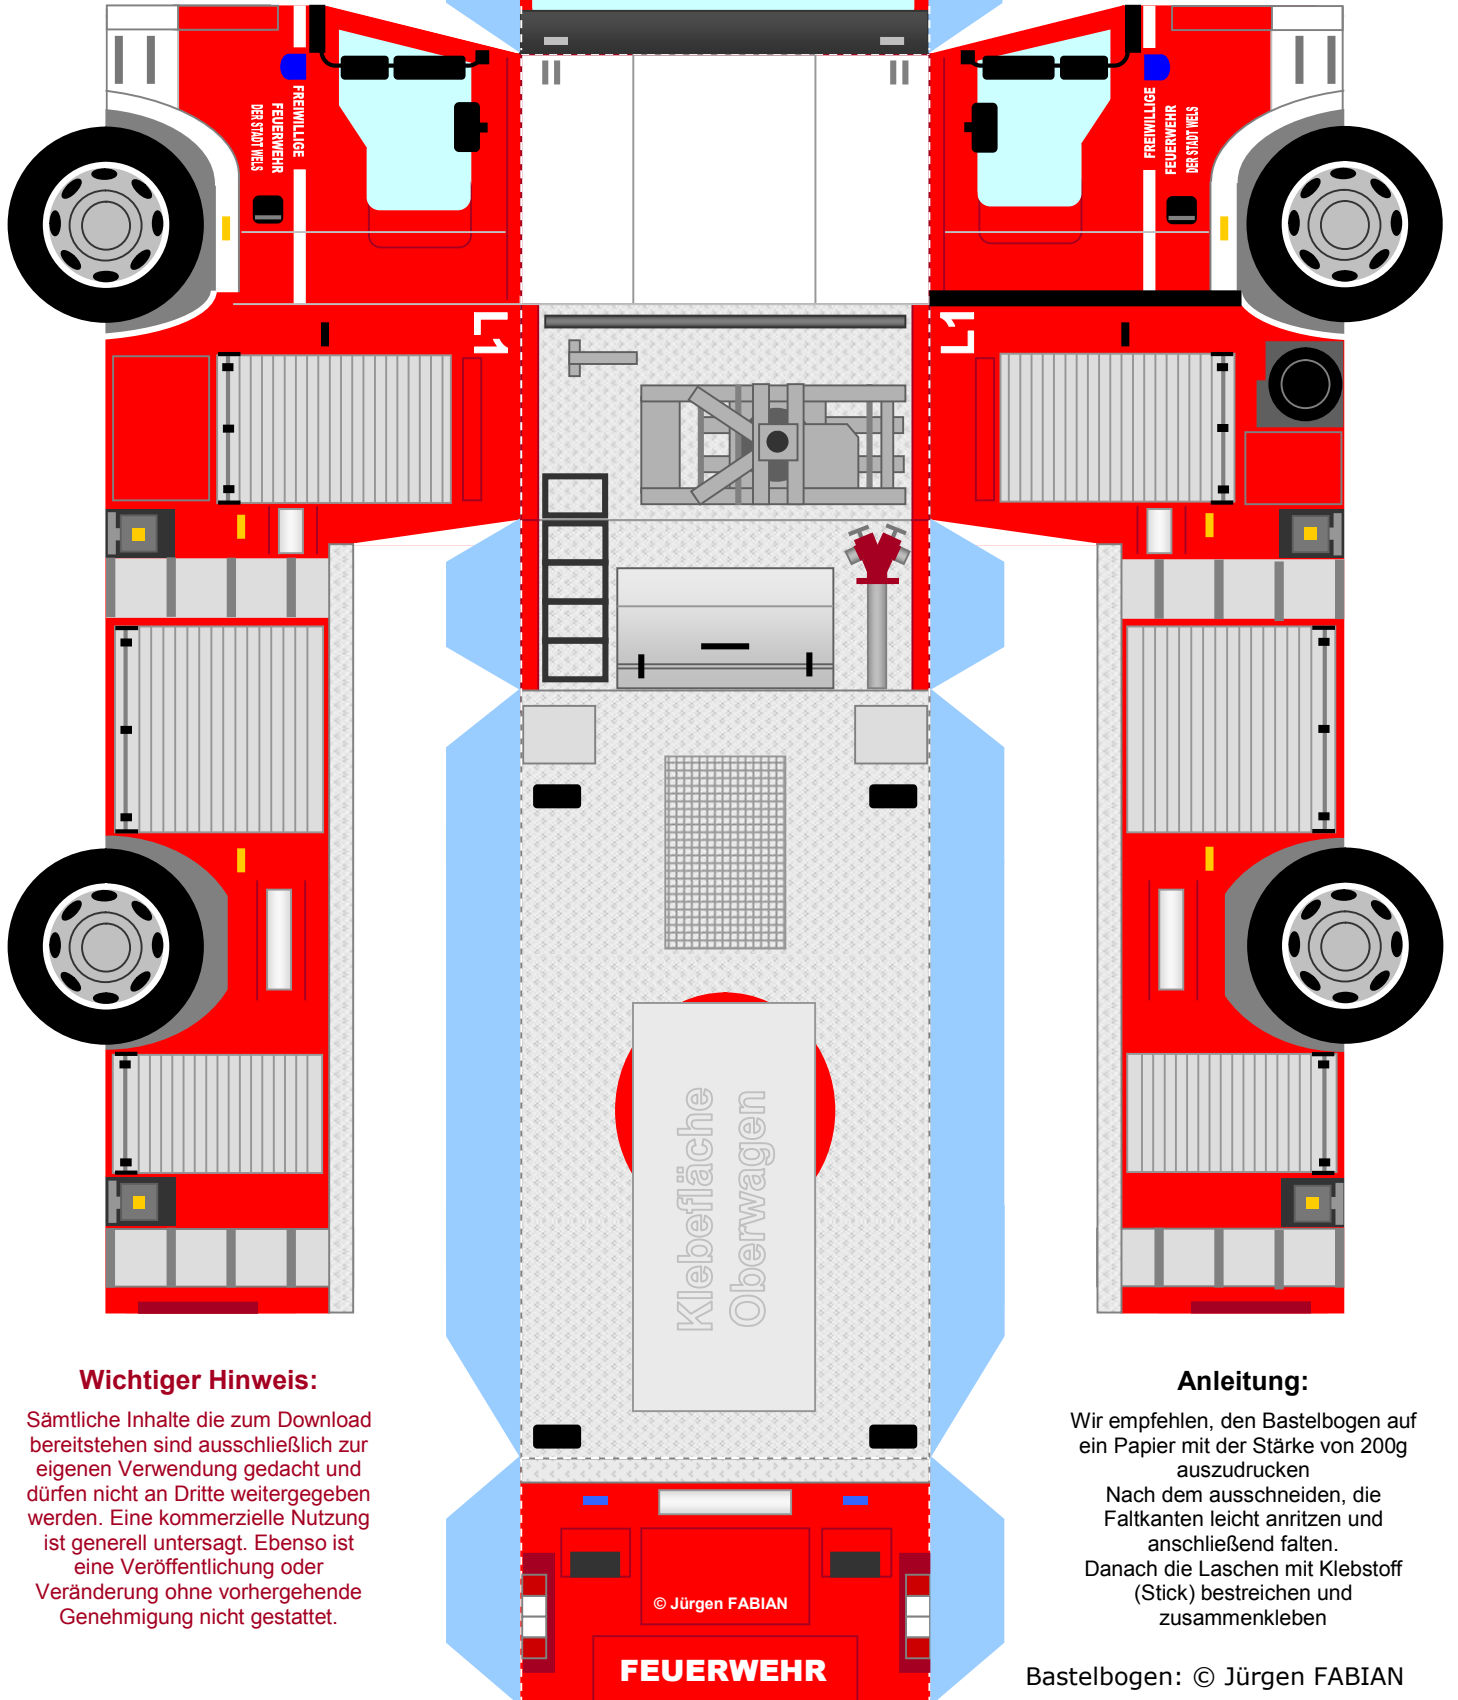 FREIWILLIGE
FEUERWEHR
DER STADT WELS
FREIWILLIGE
FEUERWEHR
DER STADT WELS
L1
L1
Klebefläche
Oberwagen
Wichtiger Hinweis:
Sämtliche Inhalte die zum Download
bereitstehen sind ausschließlich zur
eigenen Verwendung gedacht und
dürfen nicht an Dritte weitergegeben
werden. Eine kommerzielle Nutzung
ist generell untersagt. Ebenso ist
eine Veröffentlichung oder
Veränderung ohne vorhergehende
Genehmigung nicht gestattet.
Anleitung:
Wir empfehlen, den Bastelbogen auf
ein Papier mit der Stärke von 200g
auszudrucken
Nach dem ausschneiden, die
Faltkanten leicht anritzen und
anschließend falten.
Danach die Laschen mit Klebstoff
(Stick) bestreichen und
zusammenkleben
© Jürgen FABIAN
FEUERWEHR
Bastelbogen: © Jürgen FABIAN